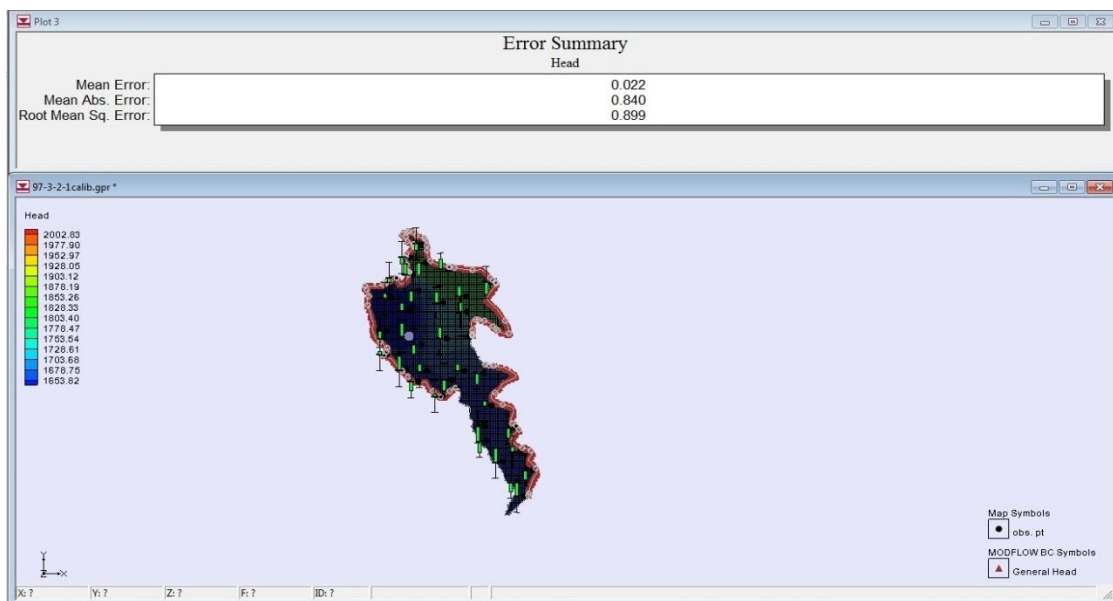 Plot 3
Error Summary
Head
Mean Error: 0.022
Mean Abs. Error: 0.840
Root Mean Sq. Error: 0.899
97-3-2-1calib.gpr *
Head
2002.83
1977.90
1952.97
1928.05
1903.12
1878.19
1853.26
1828.33
1803.40
1778.47
1753.54
1728.61
1703.68
1678.75
1653.82
Map Symbols
obs. pt
MODFLOW BC Symbols
General Head
Y
Z X
X: ? Y: ? Z: ? F: ? ID: ?